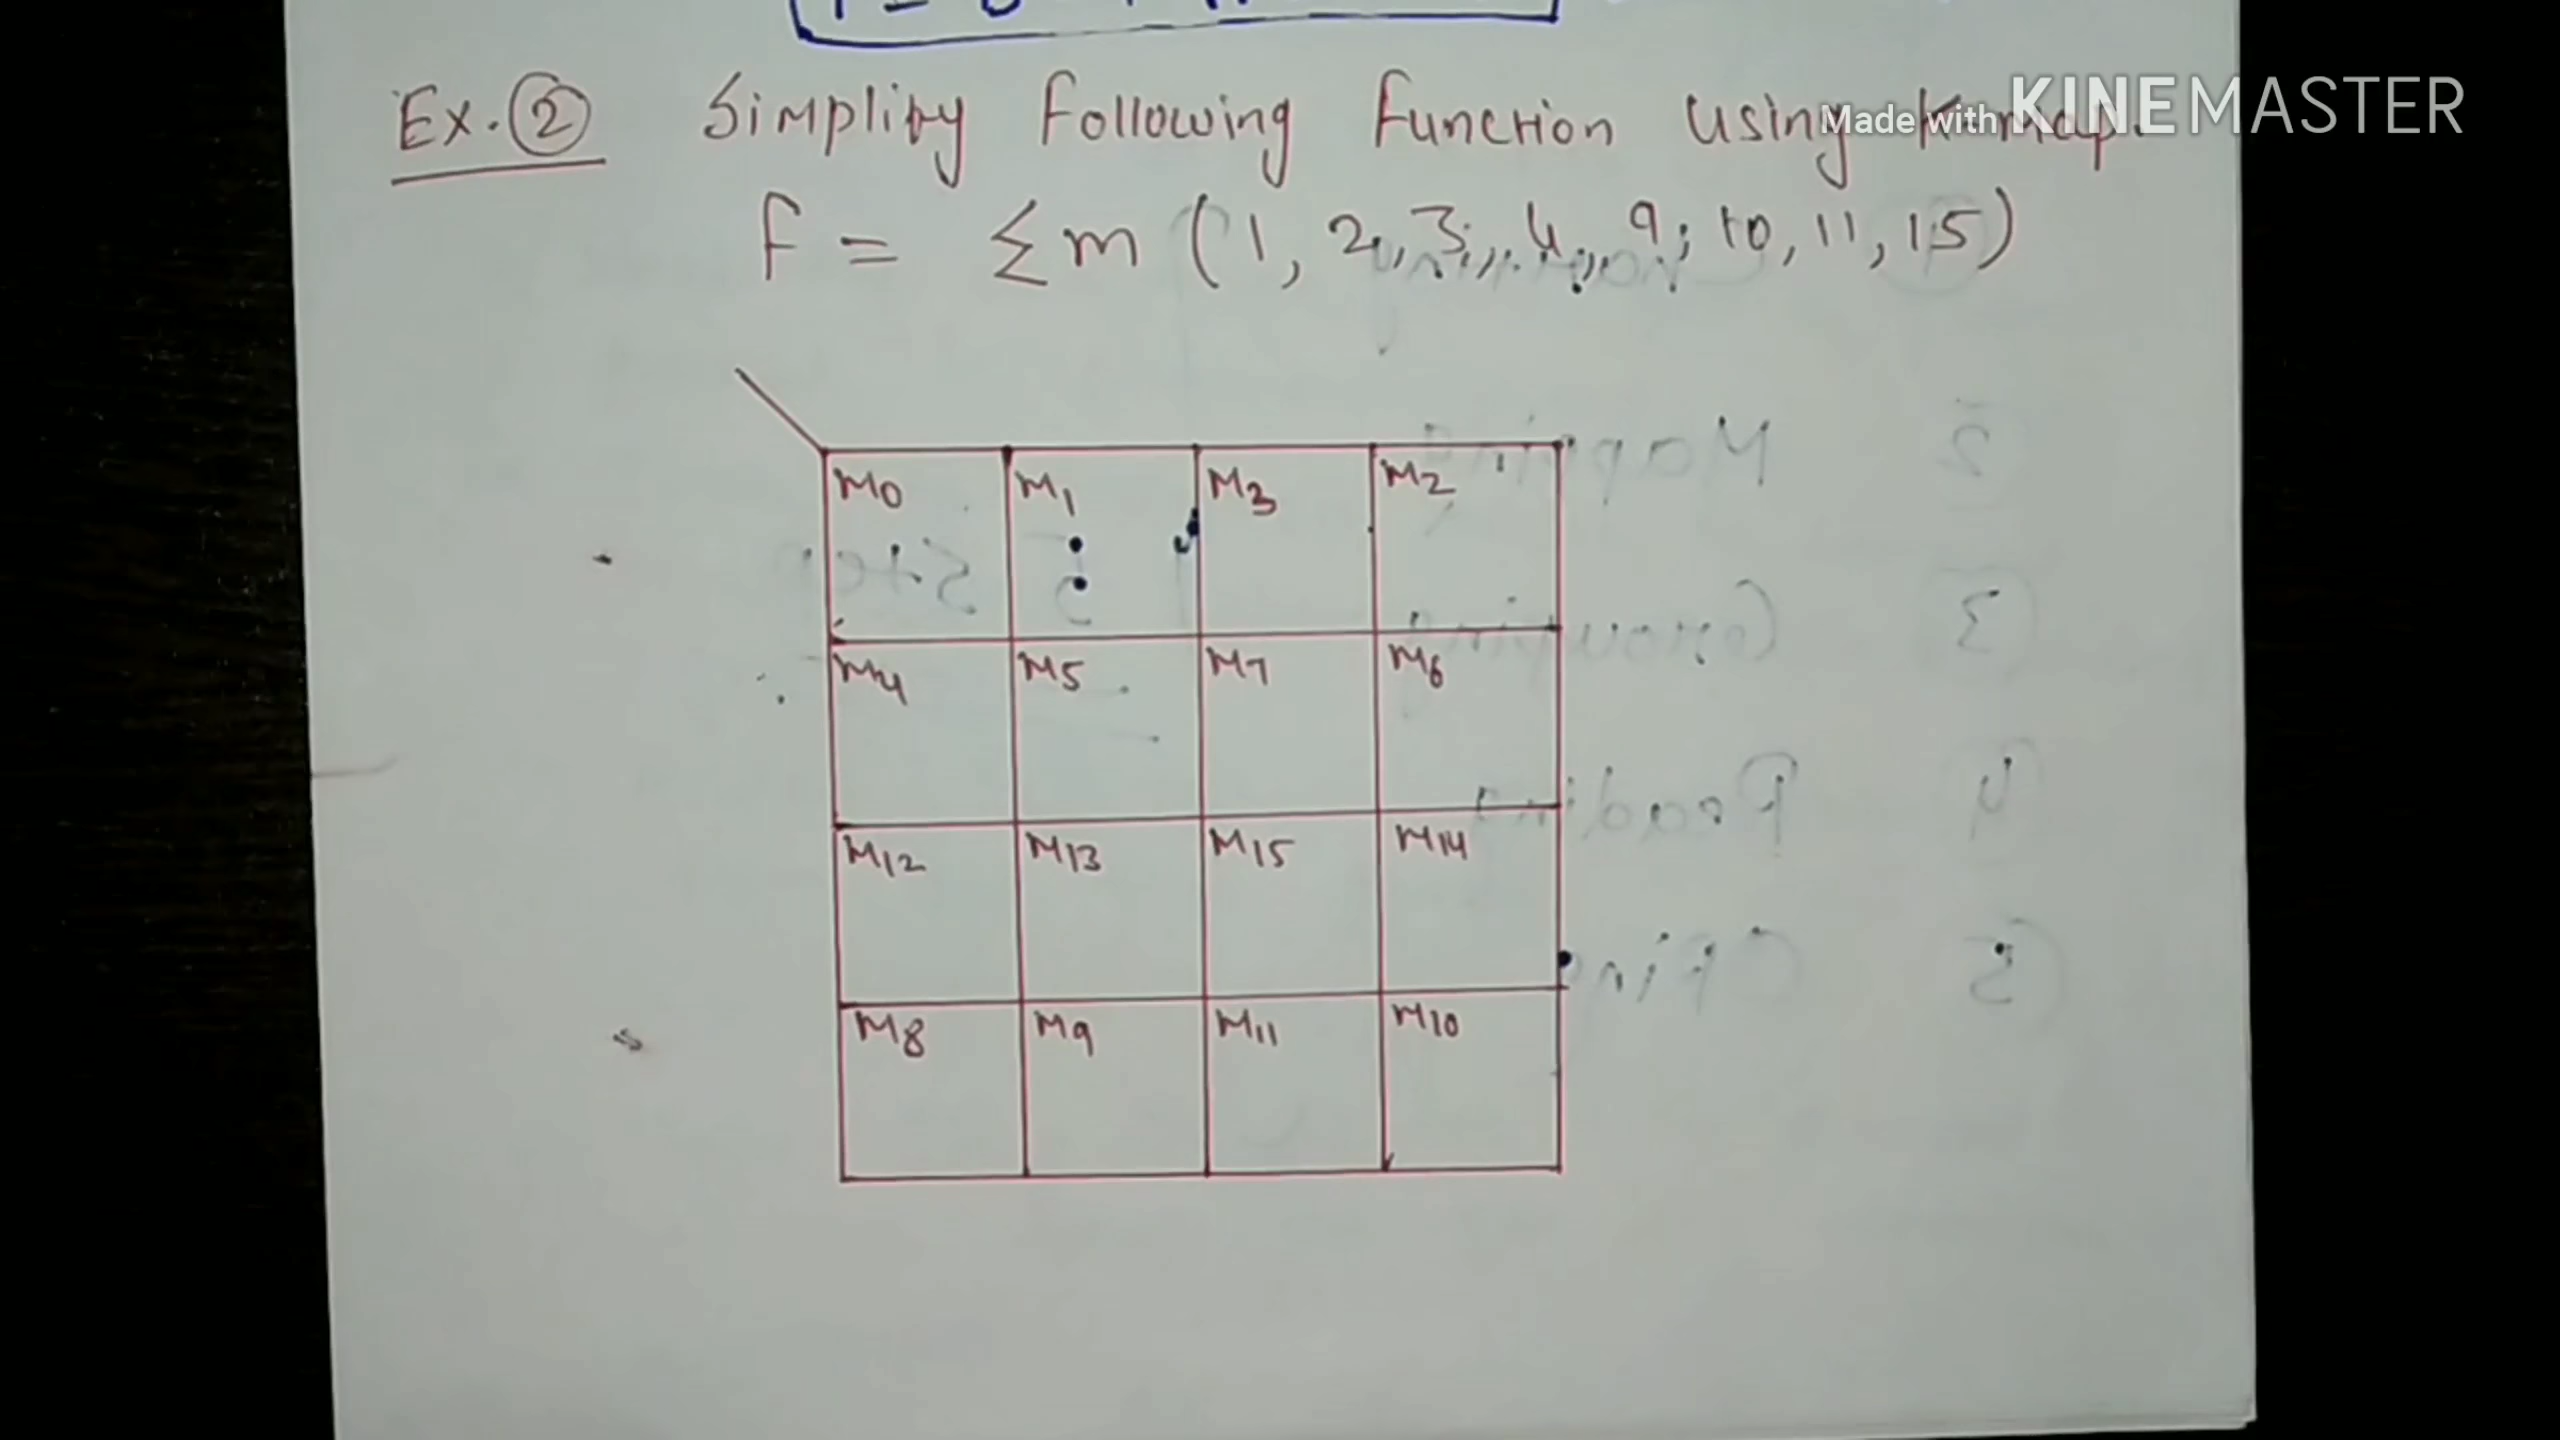 Ex. 2 Simplify Following Function Using K-map.
Made with KINEMASTER
F = Σm (1, 2, 3, 4, 9, 10, 11, 15)
M0 M1 M3 M2
M4 M5 M7 M6
M12 M13 M15 M14
M8 M9 M11 M10